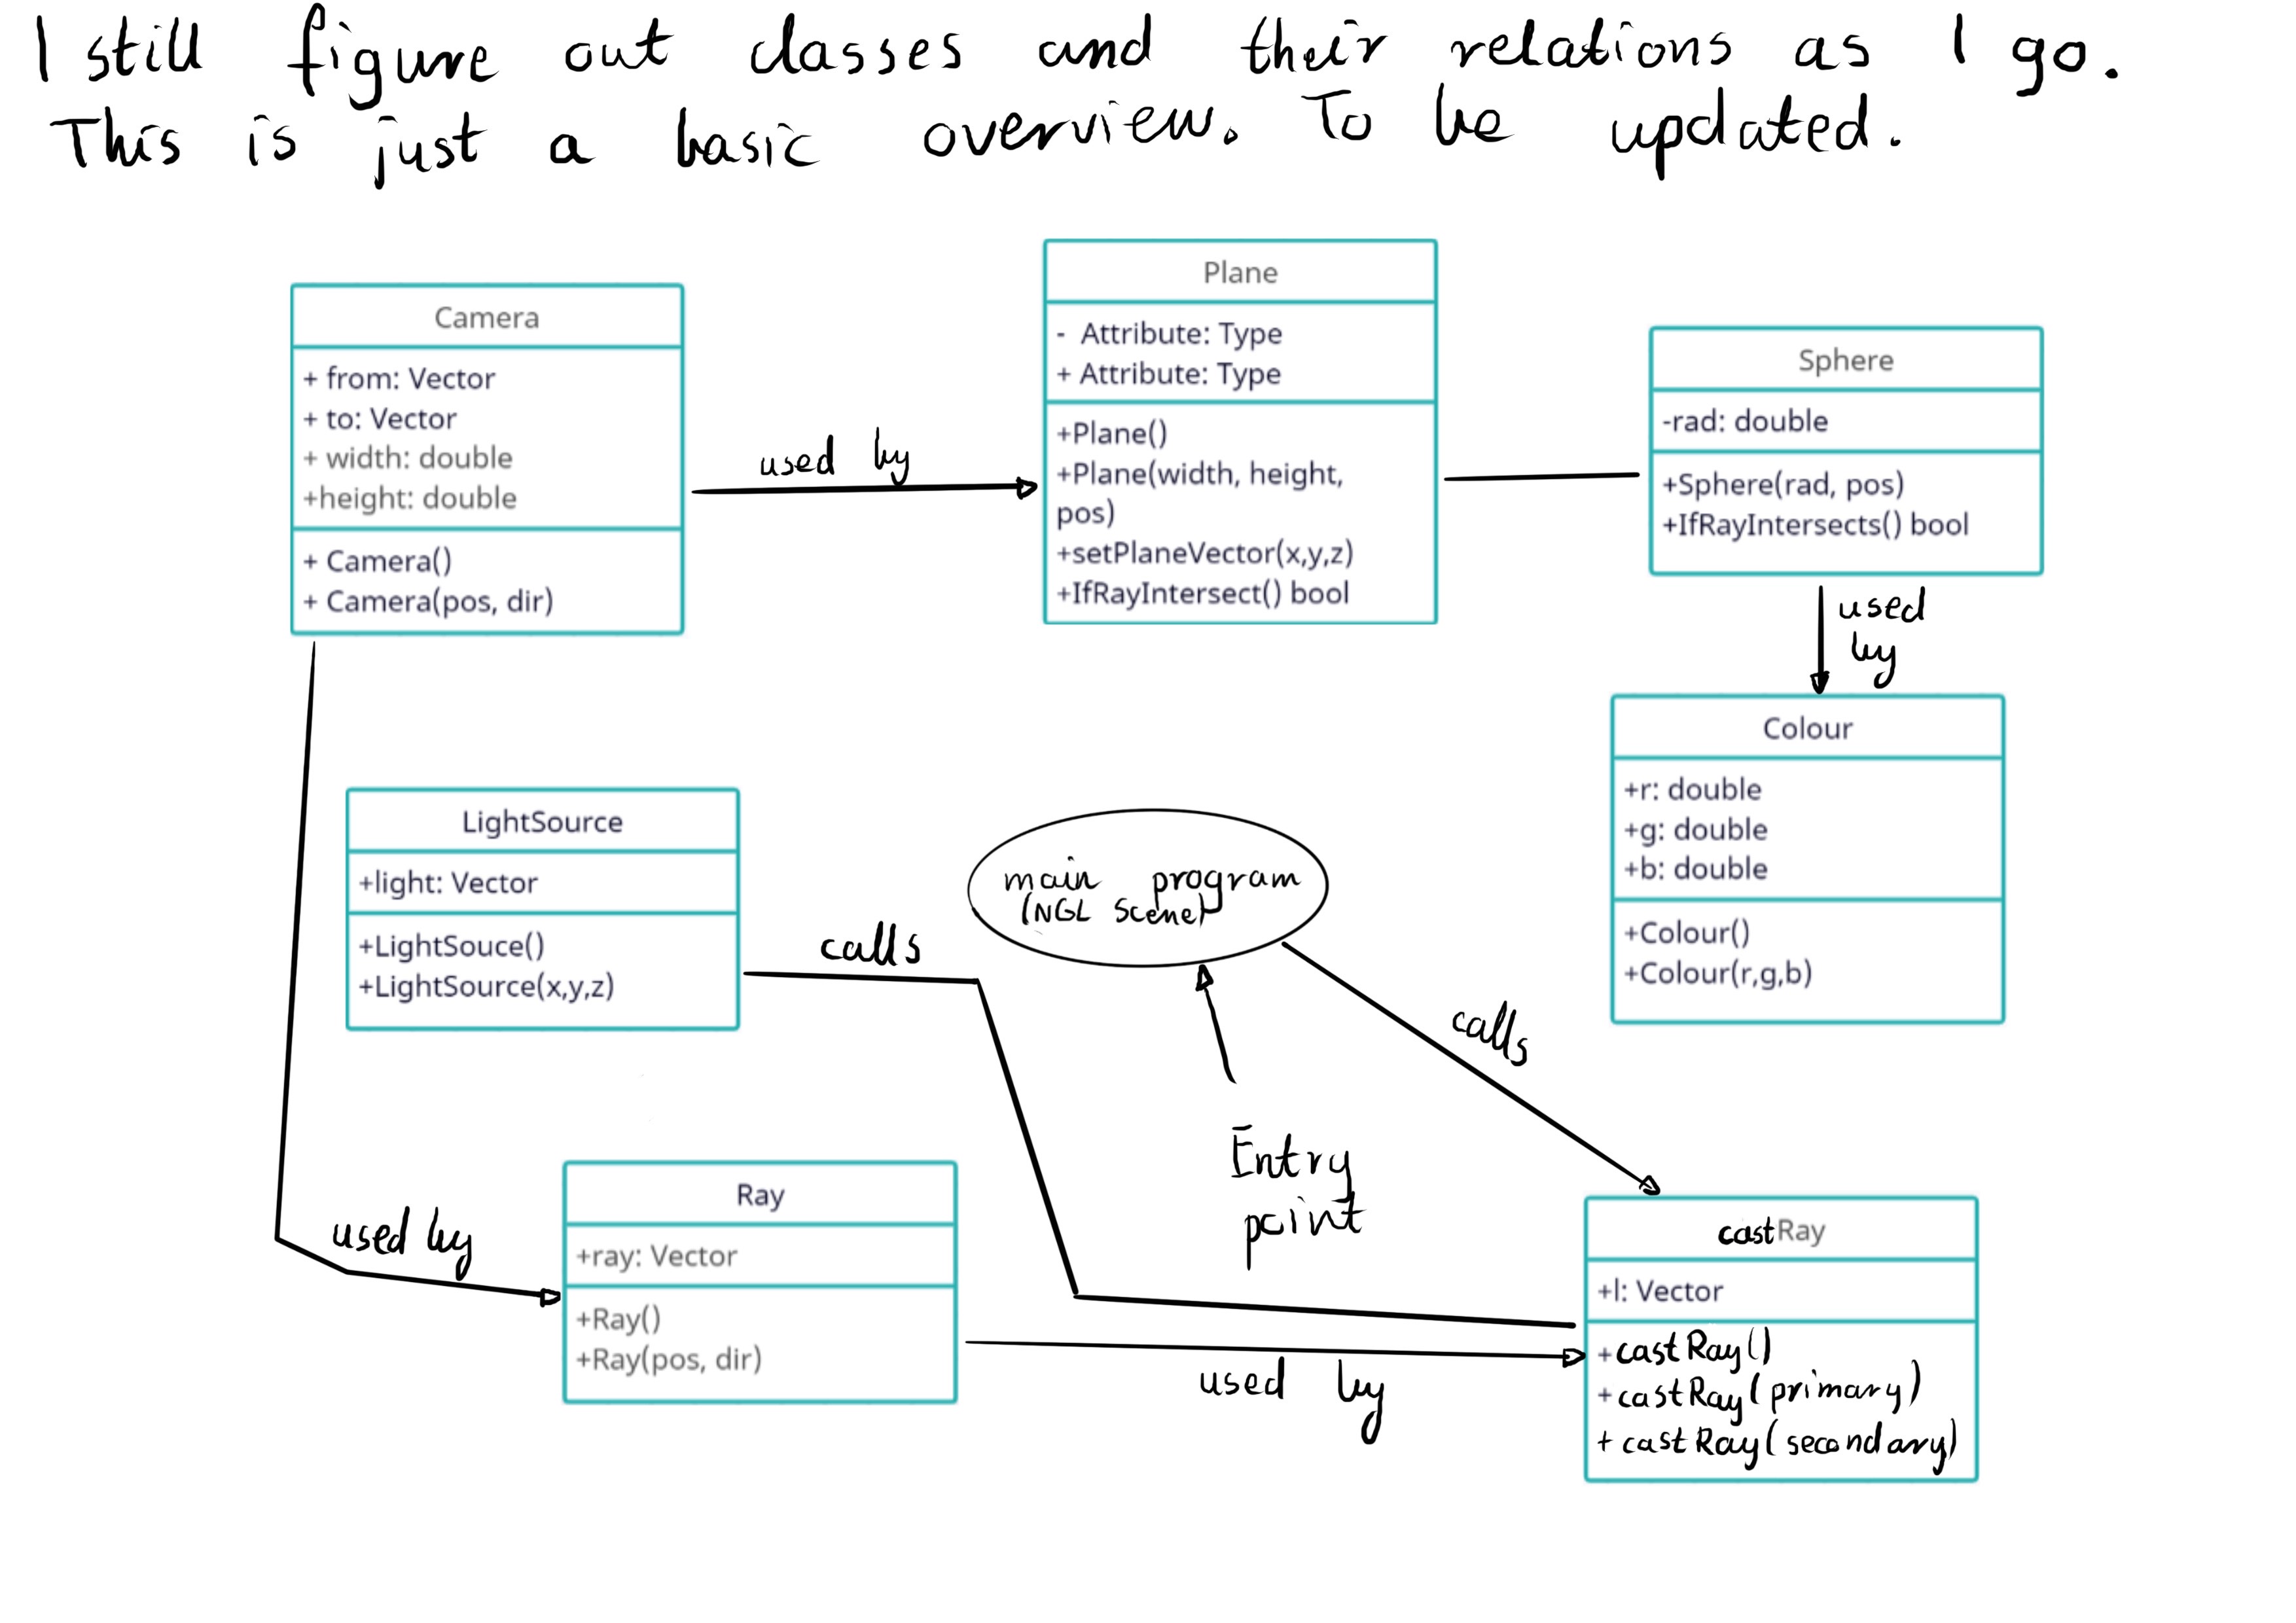 I still figure out classes and their relations as I go.
This is just a basic overview. To be updated.
Camera
+ from: Vector
+ to: Vector
+ width: double
+height: double
+ Camera()
+ Camera(pos, dir)
used by
Plane
- Attribute: Type
+ Attribute: Type
+Plane()
+Plane(width, height,
pos)
+setPlaneVector(x,y,z)
+IfRayIntersect() bool
Sphere
-rad: double
+Sphere(rad, pos)
+IfRayIntersects() bool
used
by
Colour
+r: double
+g: double
+b: double
+Colour()
+Colour(r,g,b)
LightSource
+light: Vector
+LightSouce()
+LightSource(x,y,z)
calls
main program
(NGL Scene)
calls
Entry
point
used by
Ray
+ray: Vector
+Ray()
+Ray(pos, dir)
used by
castRay
+l: Vector
+castRay()
+castRay(primary)
+castRay(secondary)